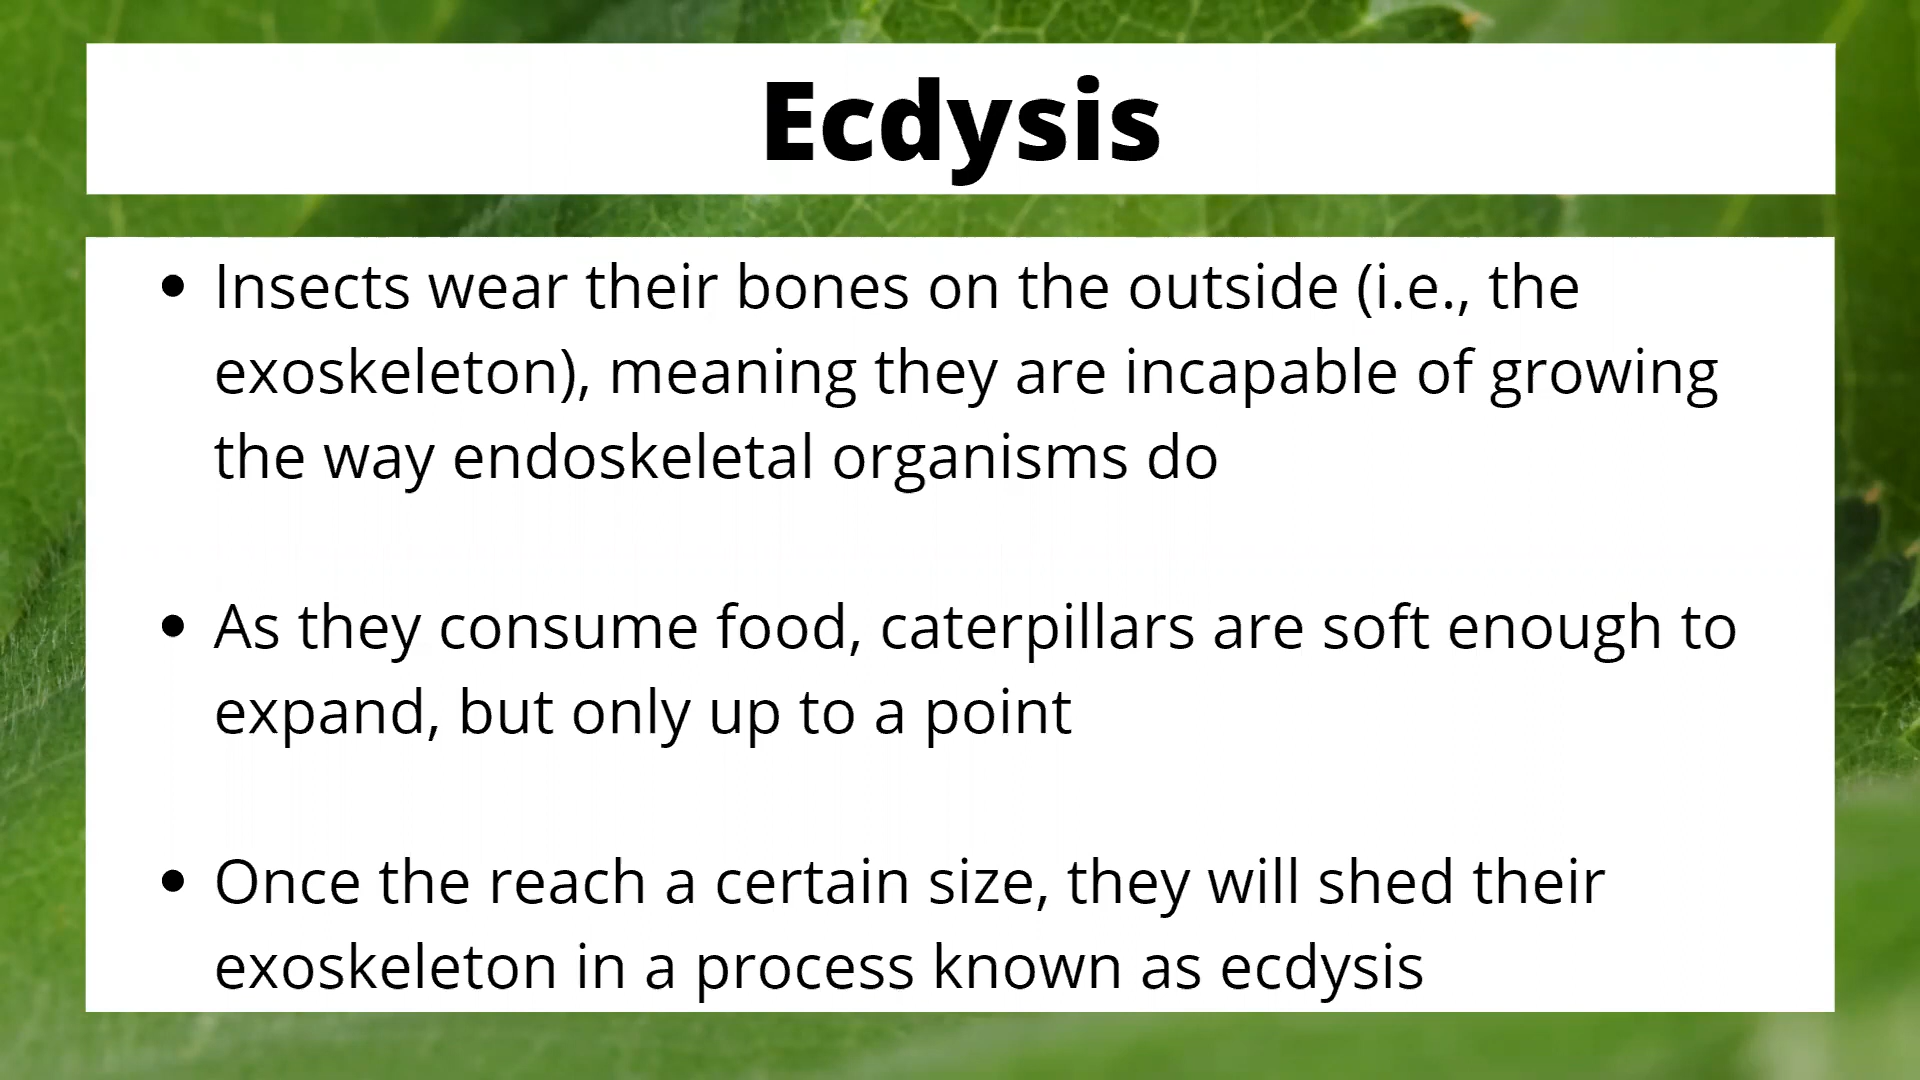 Ecdysis
• Insects wear their bones on the outside (i.e., the
exoskeleton), meaning they are incapable of growing
the way endoskeletal organisms do
• As they consume food, caterpillars are soft enough to
expand, but only up to a point
• Once the reach a certain size, they will shed their
exoskeleton in a process known as ecdysis